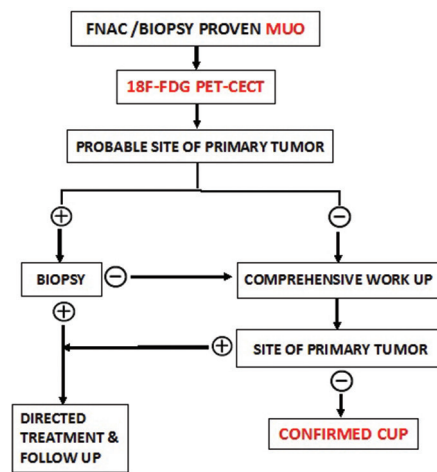 FNAC /BIOPSY PROVEN MUO
18F-FDG PET-CECT
PROBABLE SITE OF PRIMARY TUMOR
+
−
BIOPSY
−
COMPREHENSIVE WORK UP
+
+
SITE OF PRIMARY TUMOR
−
DIRECTED
TREATMENT &
FOLLOW UP
CONFIRMED CUP